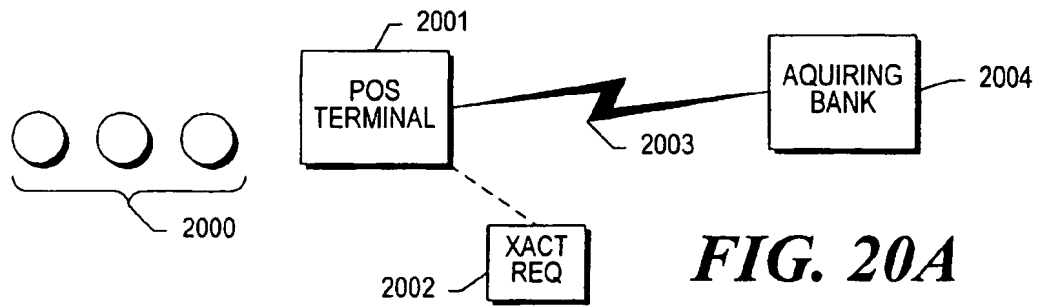 2001
POS
TERMINAL
AQUIRING
BANK
2004
2003
2000
XACT
REQ
2002
FIG. 20A